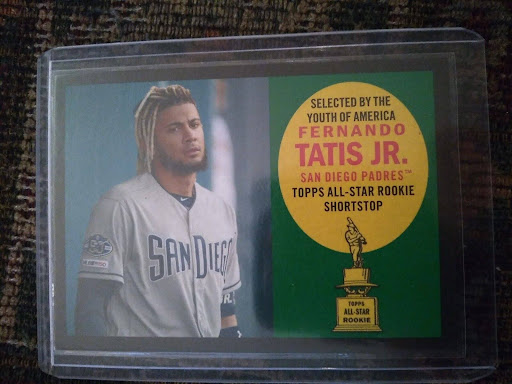 SELECTED BY THE
YOUTH OF AMERICA
FERNANDO
TATIS JR.
SAN DIEGO PADRES™
TOPPS ALL-STAR ROOKIE
SHORTSTOP
SAN DIEGO
TOPPS
ALL-STAR
ROOKIE